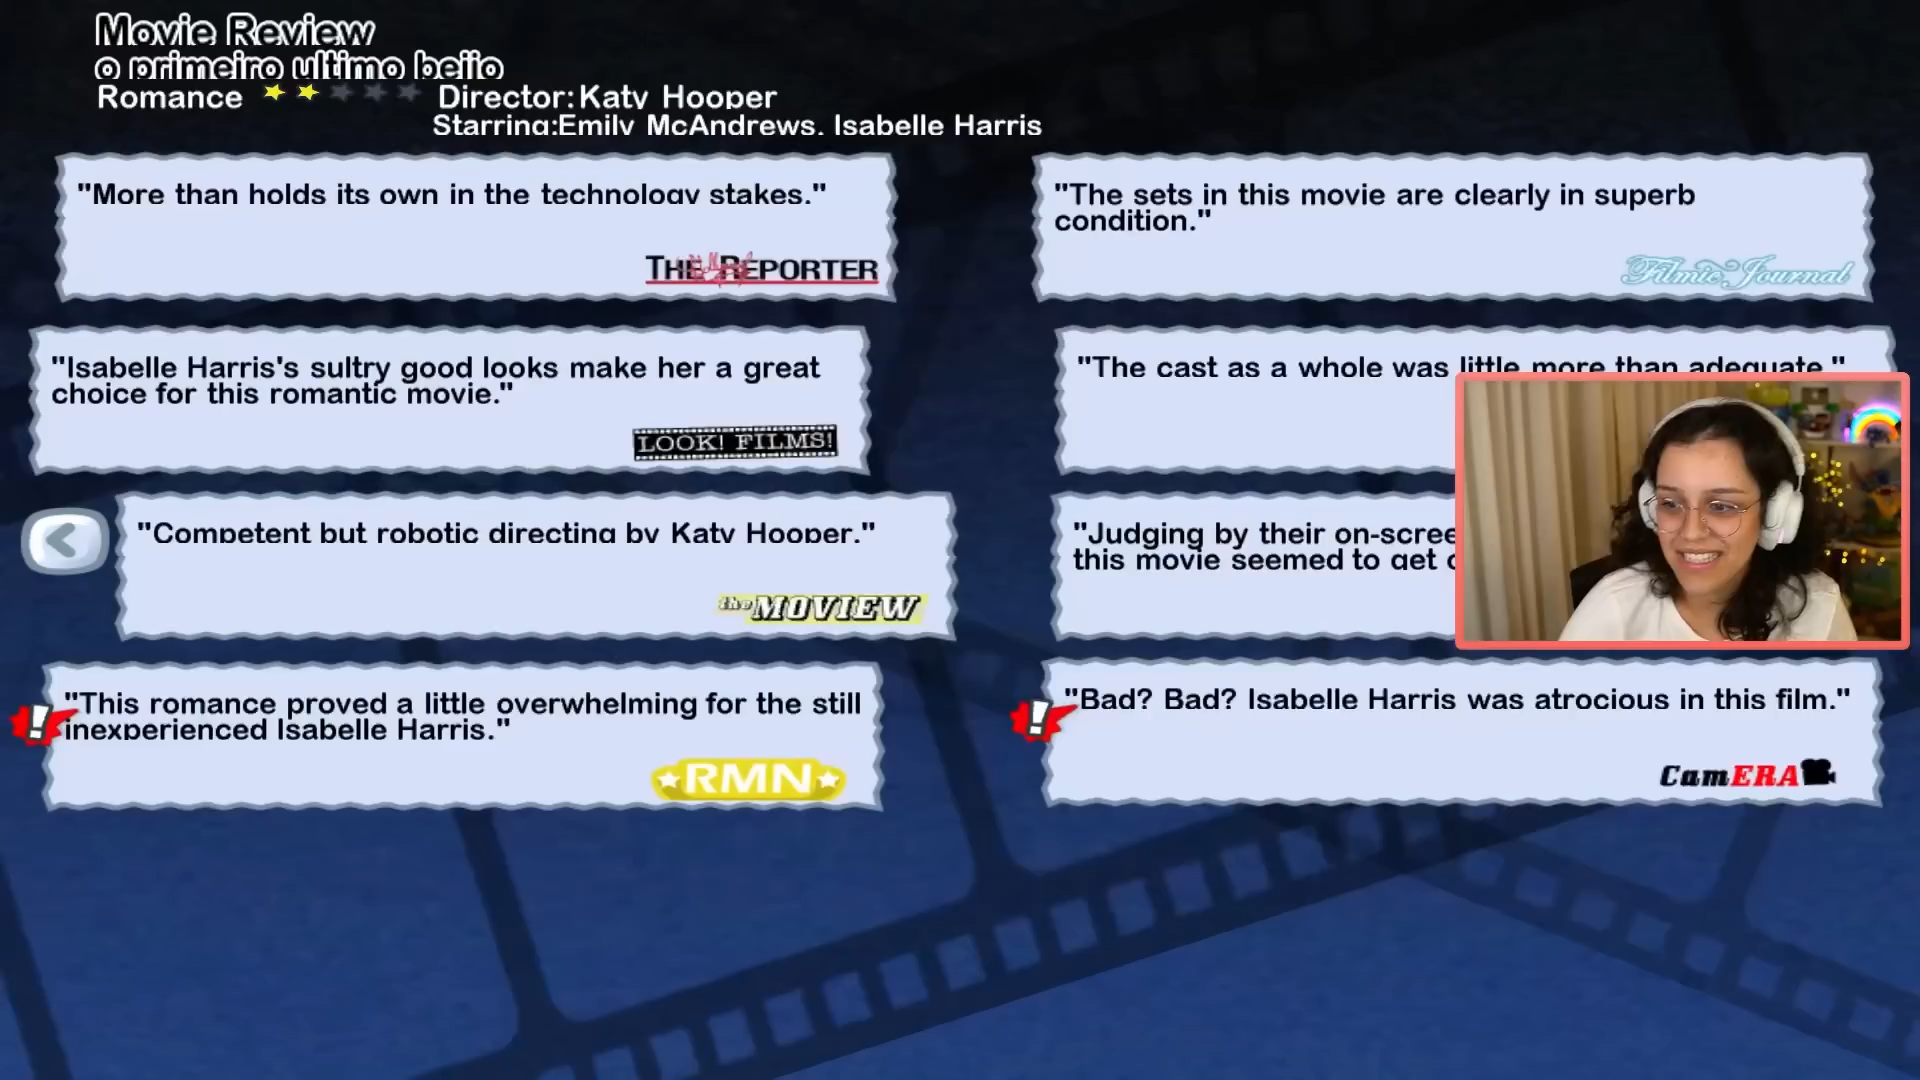 Movie Review
o primeiro ultimo beijo
Romance
Director: Katy Hooper
Starring: Emily McAndrews, Isabelle Harris
"More than holds its own in the technology stakes."
THE REPORTER
"The sets in this movie are clearly in superb
condition."
Filmic Journal
"Isabelle Harris's sultry good looks make her a great
choice for this romantic movie."
LOOK! FILMS!
"The cast as a whole was little more than adequate."
"Competent but robotic directing by Katy Hooper."
the MOVIEW
"Judging by their on-scree
this movie seemed to get
"This romance proved a little overwhelming for the still
inexperienced Isabelle Harris."
RMN
"Bad? Bad? Isabelle Harris was atrocious in this film."
CamERA